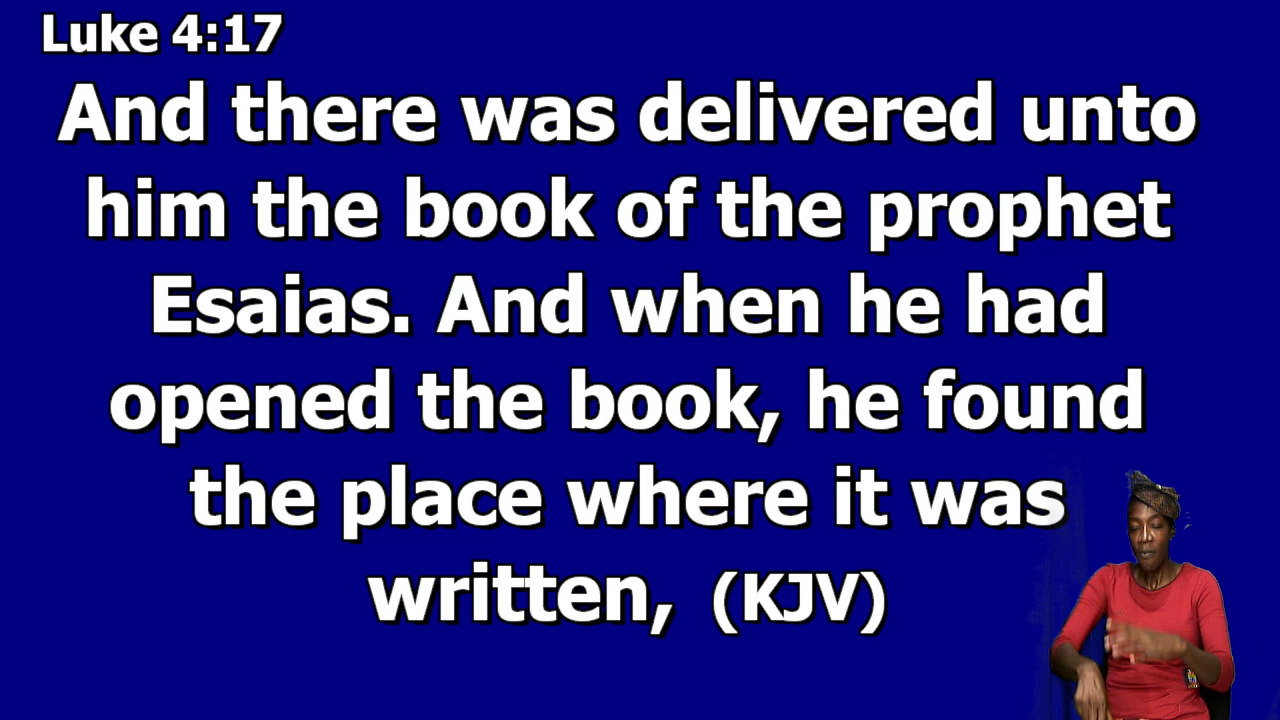 Luke 4:17
And there was delivered unto
him the book of the prophet
Esaias. And when he had
opened the book, he found
the place where it was
written, (KJV)